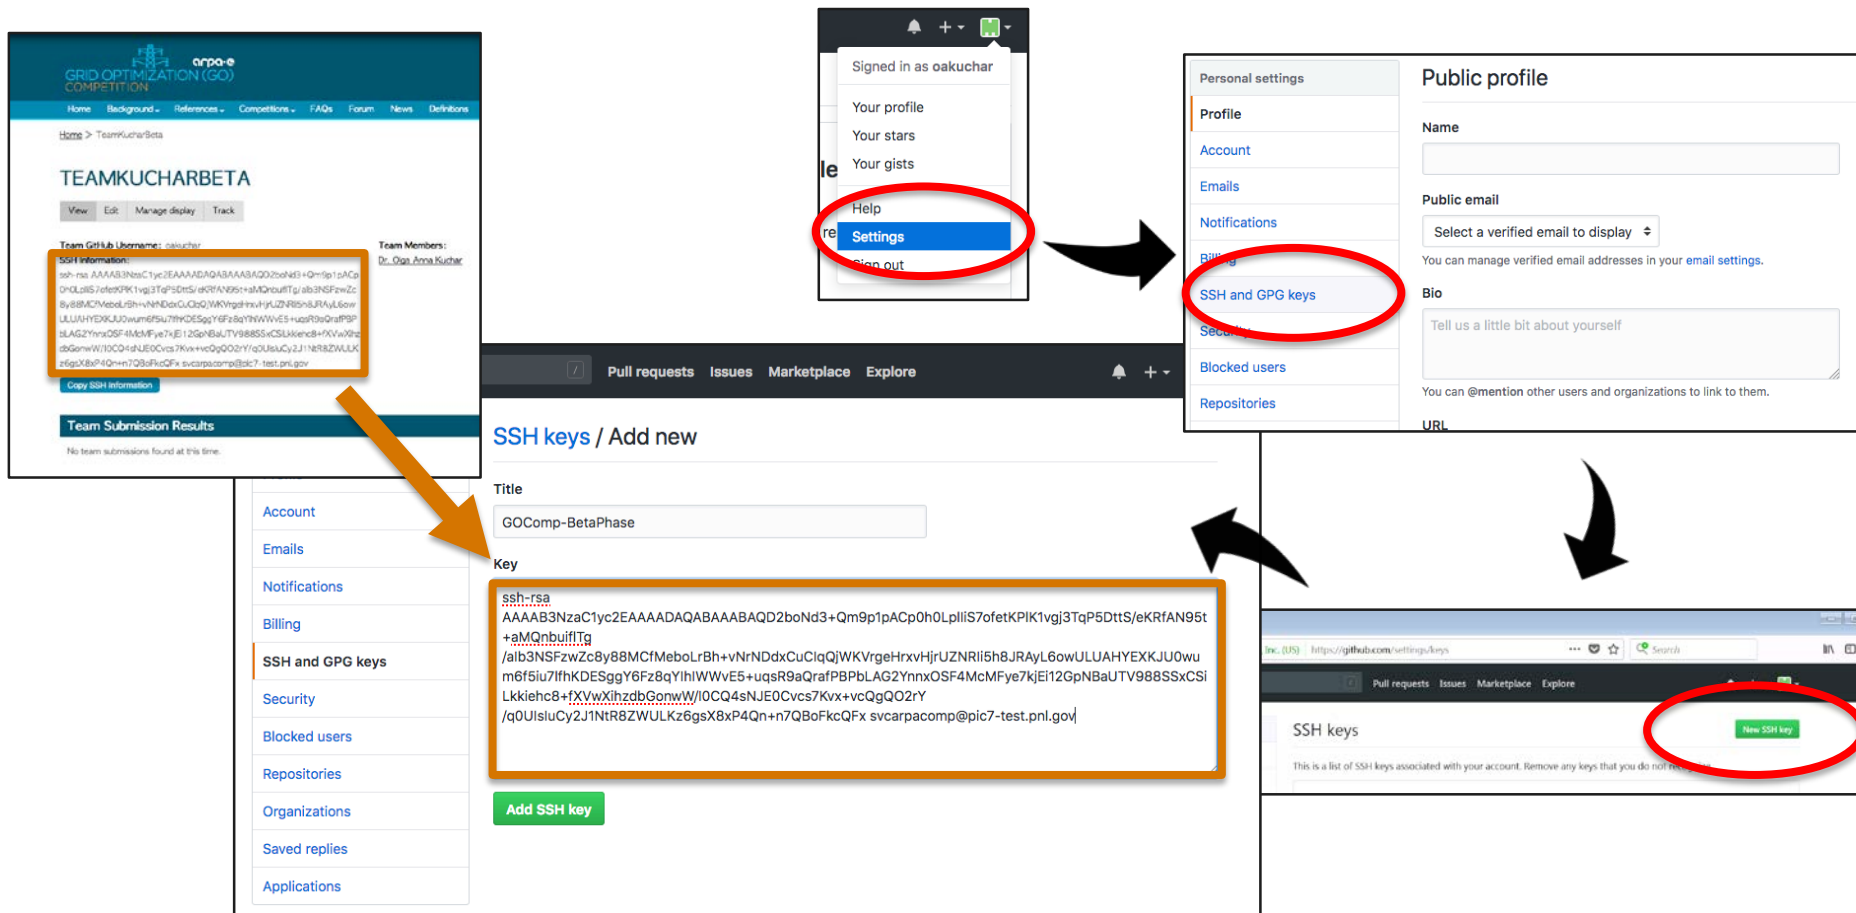 arpa·e
GRID OPTIMIZATION (GO)
COMPETITION
Home Background References Competitions FAQs Forum News Definitions
Home > TeamKucharBeta
TEAMKUCHARBETA
View Edit Manage display Track
Team GitHub Username: oakuchar
Team Members:
SSH Information:
Dr. Olga Anna Kuchar
Copy SSH Information
Team Submission Results
No team submissions found at this time.
Signed in as oakuchar
Your profile
Your stars
Your gists
Help
Settings
Sign out
Personal settings
Profile
Account
Emails
Notifications
Billing
SSH and GPG keys
Security
Blocked users
Repositories
Public profile
Name
Public email
Select a verified email to display
You can manage verified email addresses in your email settings.
Bio
Tell us a little bit about yourself
You can @mention other users and organizations to link to them.
URL
Inc. (US) https://github.com/settings/keys
Search
/ Pull requests Issues Marketplace Explore
SSH keys
New SSH key
This is a list of SSH keys associated with your account. Remove any keys that you do not recognize.
/ Pull requests Issues Marketplace Explore
Account
Emails
Notifications
Billing
SSH and GPG keys
Security
Blocked users
Repositories
Organizations
Saved replies
Applications
SSH keys / Add new
Title
GOComp-BetaPhase
Key
ssh-rsa
AAAAB3NzaC1yc2EAAAADAQABAAABAQD2boNd3+Qm9p1pACp0h0LplIiS7ofetKPlK1vgj3TqP5DttS/eKRfAN95t
+aMQnbuiflTg
/alb3NSFzwZc8y88MCfMeboLrBh+vNrNDdxCuClqQjWKVrgeHrxvHjrUZNRIi5h8JRAyL6owULUAHYEXKJU0wu
m6f5iu7lfhKDESggY6Fz8qYlhIWWvE5+uqsR9aQrafPBPbLAG2YnnxOSF4McMFye7kjEi12GpNBaUTV988SSxCSi
Lkkiehc8+fXVwXihzdbGonwW/I0CQ4sNJE0Cvcs7Kvx+vcQgQO2rY
/q0UIsIuCy2J1NtR8ZWULKz6gsX8xP4Qn+n7QBoFkcQFx svcarpacomp@pic7-test.pnl.gov
Add SSH key